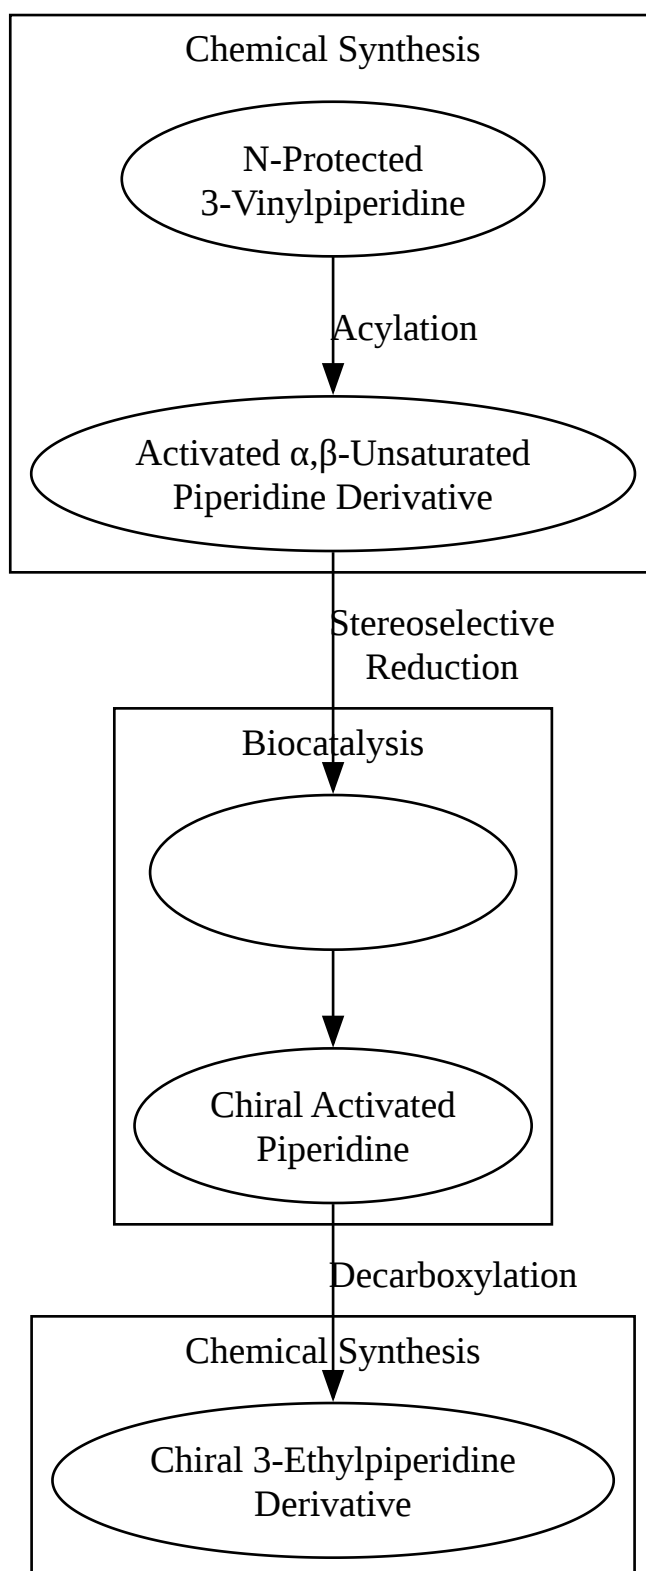 Chemical Synthesis
N-Protected
3-Vinylpiperidine
Acylation
Activated α,β-Unsaturated
Piperidine Derivative
Stereoselective
Reduction
Biocatalysis
Chiral Activated
Piperidine
Decarboxylation
Chemical Synthesis
Chiral 3-Ethylpiperidine
Derivative